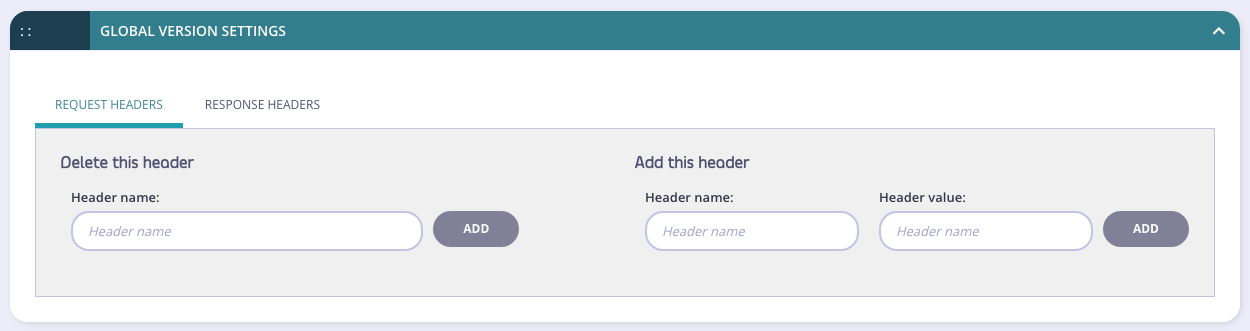 :: GLOBAL VERSION SETTINGS
REQUEST HEADERS RESPONSE HEADERS
Delete this header
Header name:
Header name ADD
Add this header
Header name: Header value:
Header name Header name ADD